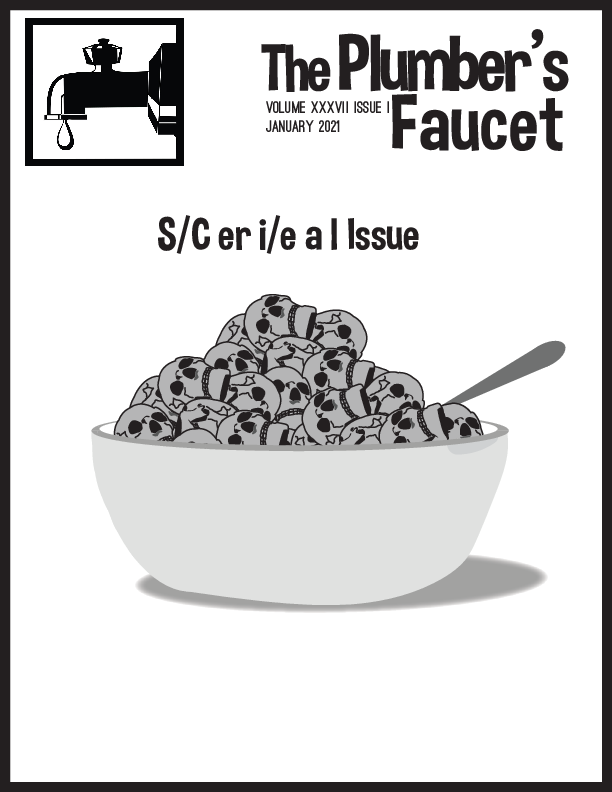 The Plumber's
Faucet
VOLUME XXXVII ISSUE I
JANUARY 2021
S/C er i/e a l Issue